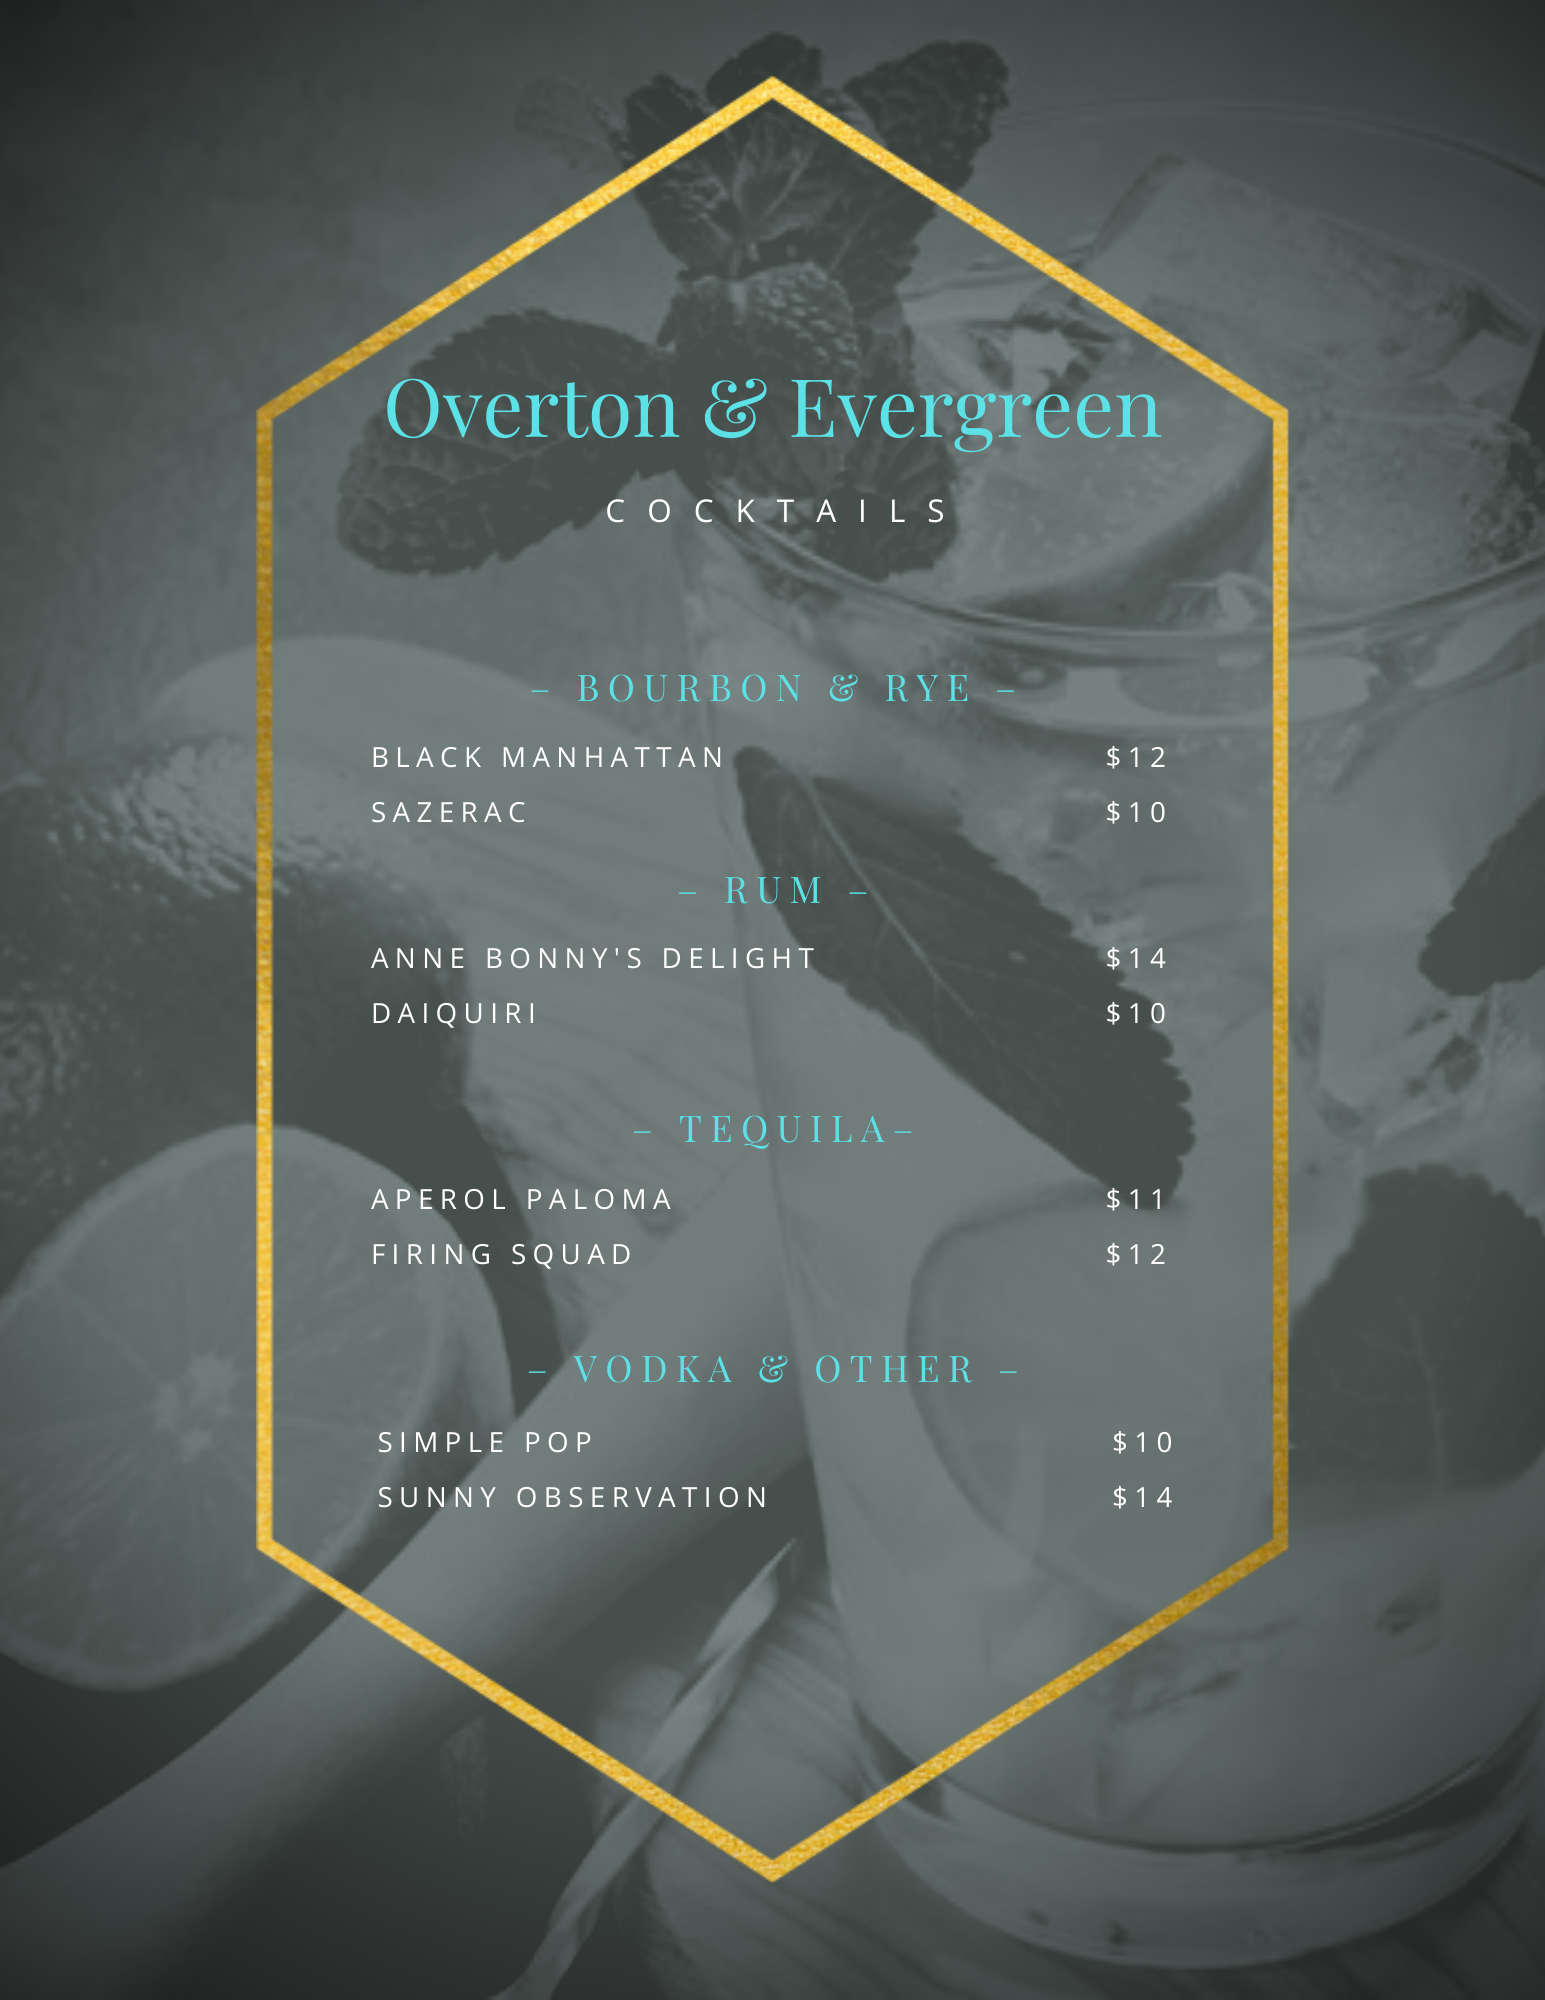 Overton & Evergreen
COCKTAILS
– BOURBON & RYE –
BLACK MANHATTAN $12
SAZERAC $10
– RUM –
ANNE BONNY'S DELIGHT $14
DAIQUIRI $10
– TEQUILA–
APEROL PALOMA $11
FIRING SQUAD $12
– VODKA & OTHER –
SIMPLE POP $10
SUNNY OBSERVATION $14